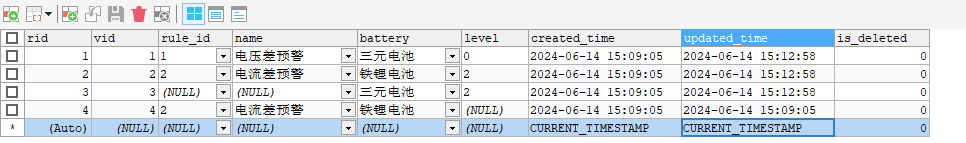 rid vid rule_id name battery level created_time updated_time is_deleted
1 1 1 电压差预警 三元电池 0 2024-06-14 15:09:05 2024-06-14 15:12:58 0
2 2 2 电流差预警 铁锂电池 2 2024-06-14 15:09:05 2024-06-14 15:12:58 0
3 3 (NULL) (NULL) 三元电池 2 2024-06-14 15:09:05 2024-06-14 15:12:58 0
4 4 2 电流差预警 铁锂电池 (NULL) 2024-06-14 15:09:05 2024-06-14 15:09:05 0
* (Auto) (NULL) (NULL) (NULL) (NULL) (NULL) CURRENT_TIMESTAMP CURRENT_TIMESTAMP 0